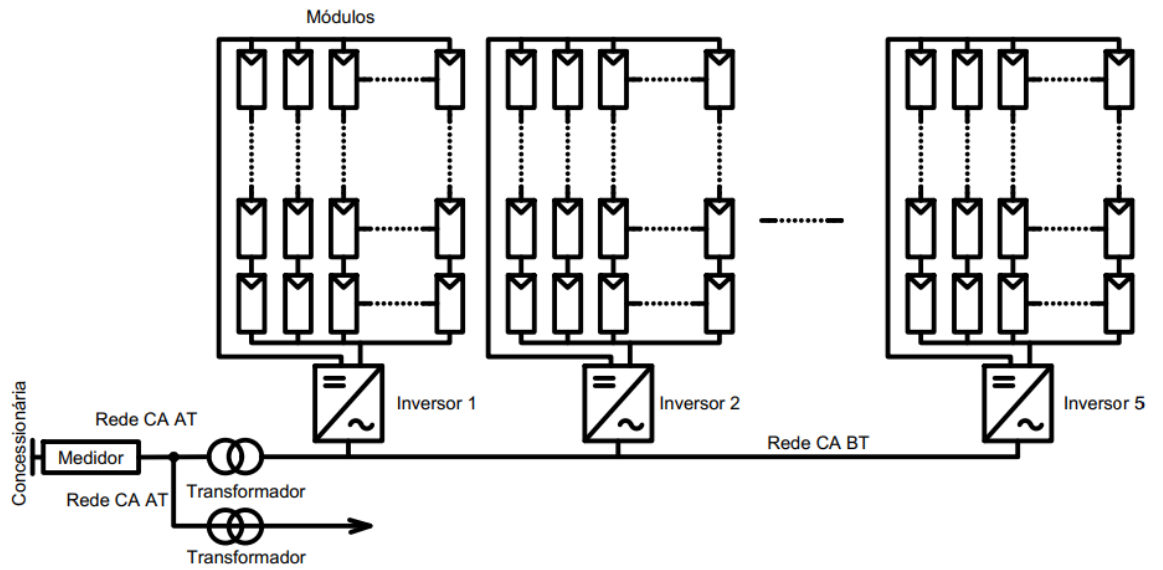 Módulos
Inversor 1
Inversor 2
Inversor 5
Rede CA AT
Rede CA BT
Concessionária
Medidor
Rede CA AT
Transformador
Transformador